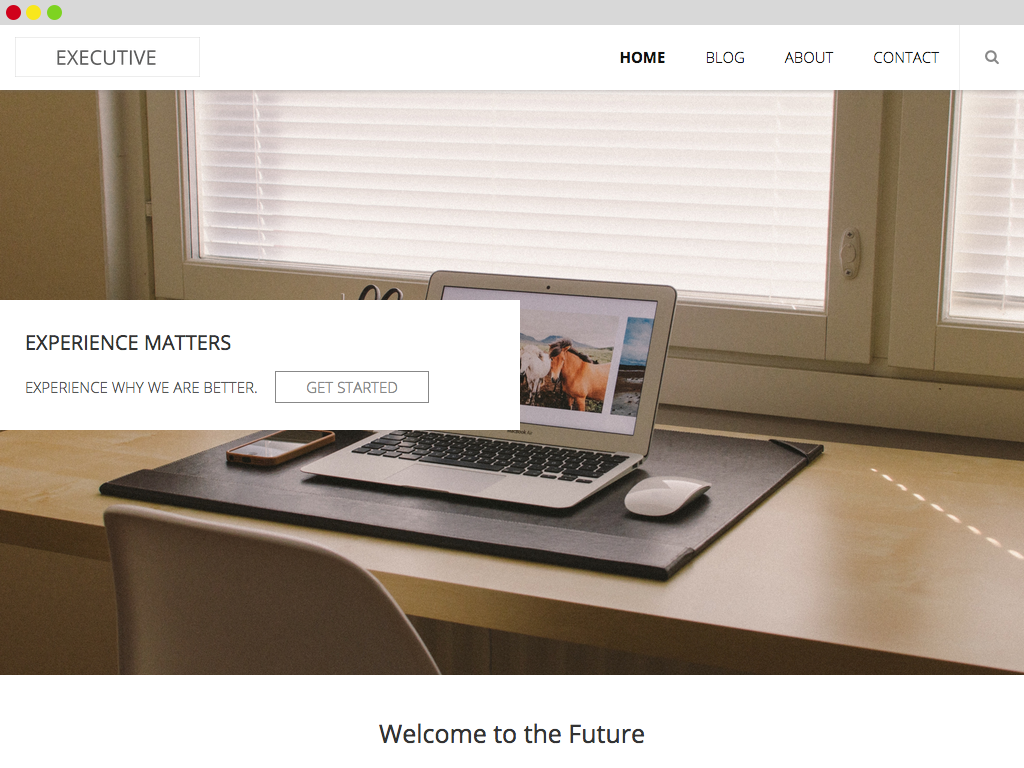 EXECUTIVE
HOME BLOG ABOUT CONTACT
EXPERIENCE MATTERS
EXPERIENCE WHY WE ARE BETTER. GET STARTED
Welcome to the Future